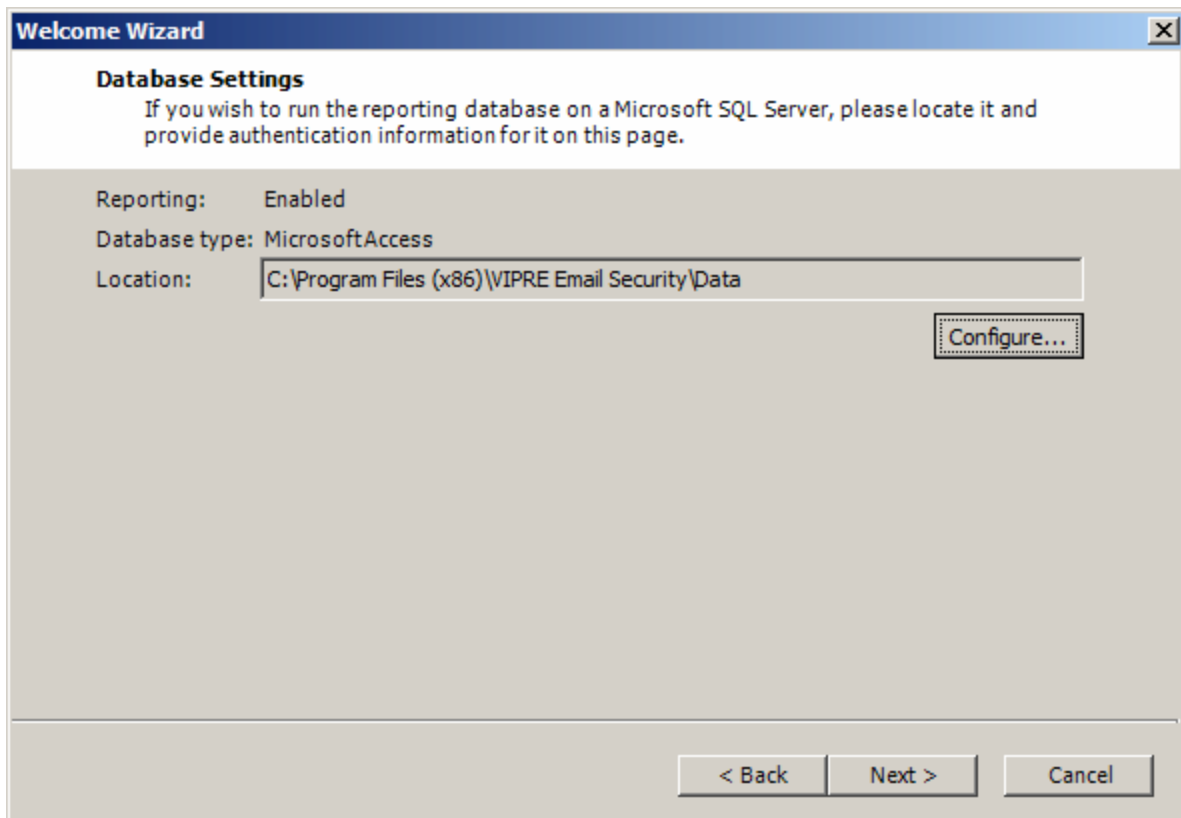 Welcome Wizard
Database Settings
If you wish to run the reporting database on a Microsoft SQL Server, please locate it and
provide authentication information for it on this page.
Reporting: Enabled
Database type: MicrosoftAccess
Location: C:\Program Files (x86)\VIPRE Email Security\Data
Configure...
< Back Next > Cancel